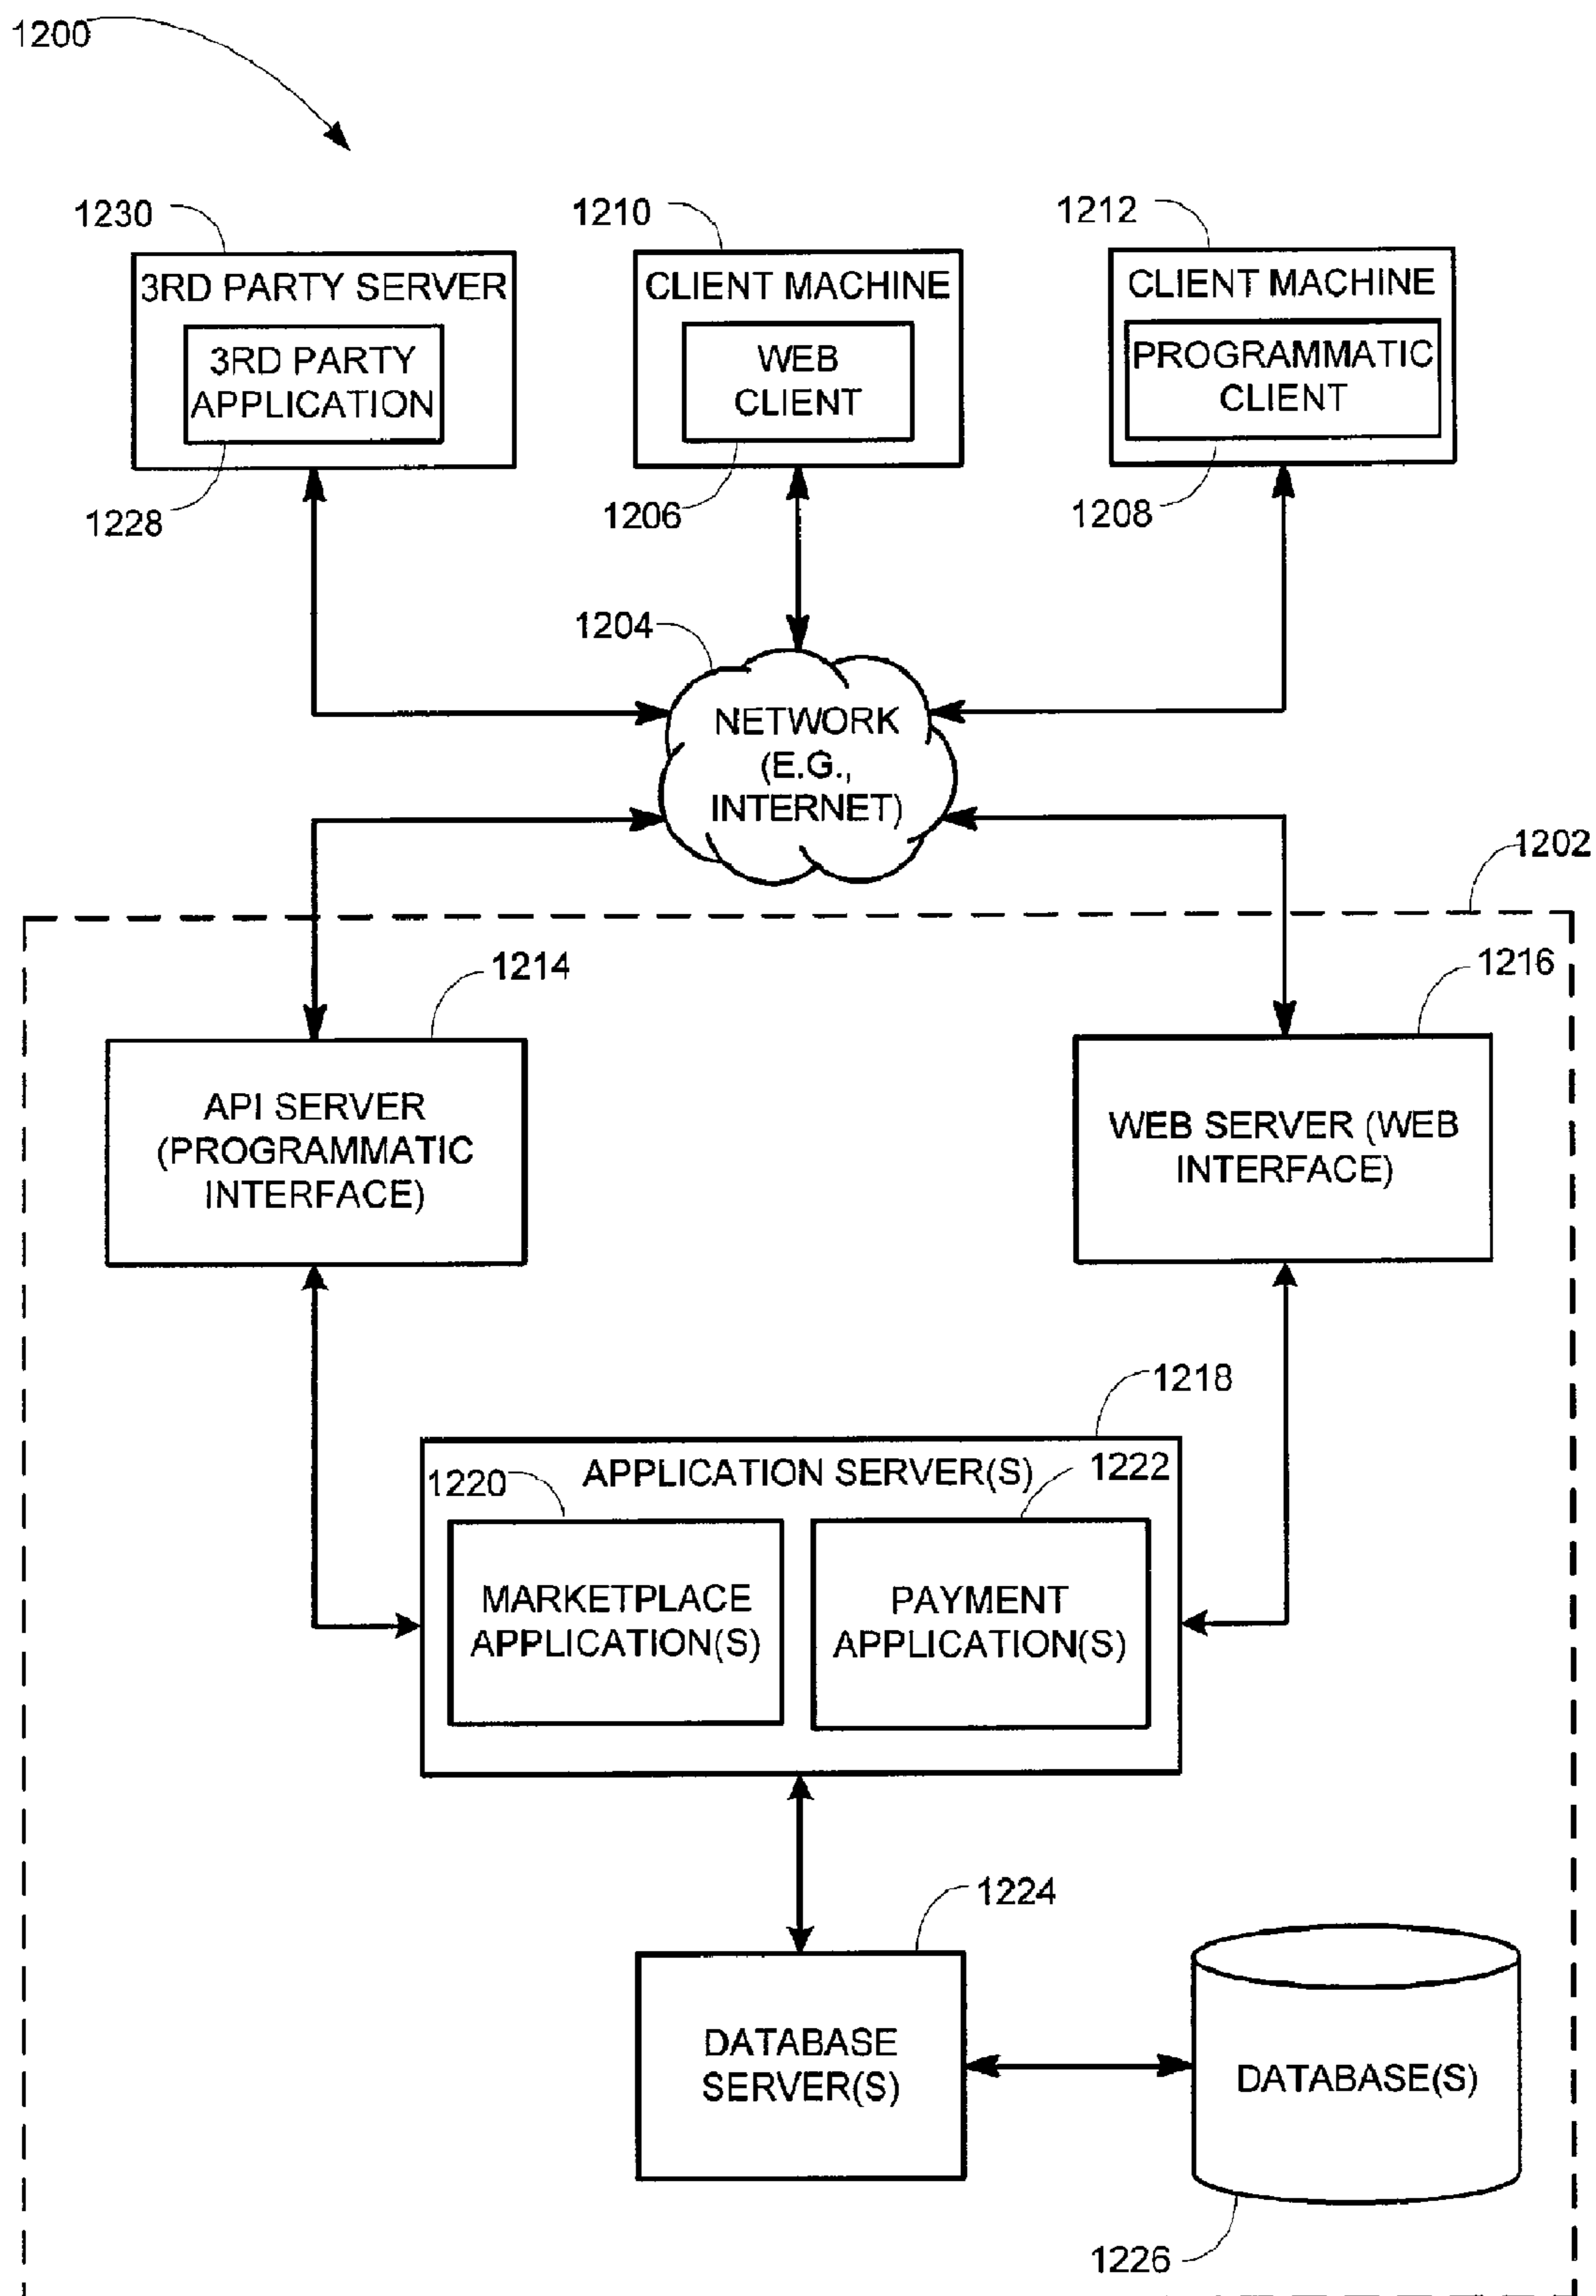 1200
1230
1210
1212
3RD PARTY SERVER
CLIENT MACHINE
CLIENT MACHINE
3RD PARTY
APPLICATION
WEB
CLIENT
PROGRAMMATIC
CLIENT
1228
1206
1208
1204
NETWORK
(E.G.,
INTERNET)
1202
1214
1216
API SERVER
(PROGRAMMATIC
INTERFACE)
WEB SERVER (WEB
INTERFACE)
1218
APPLICATION SERVER(S)
1220
1222
MARKETPLACE
APPLICATION(S)
PAYMENT
APPLICATION(S)
1224
DATABASE
SERVER(S)
DATABASE(S)
1226